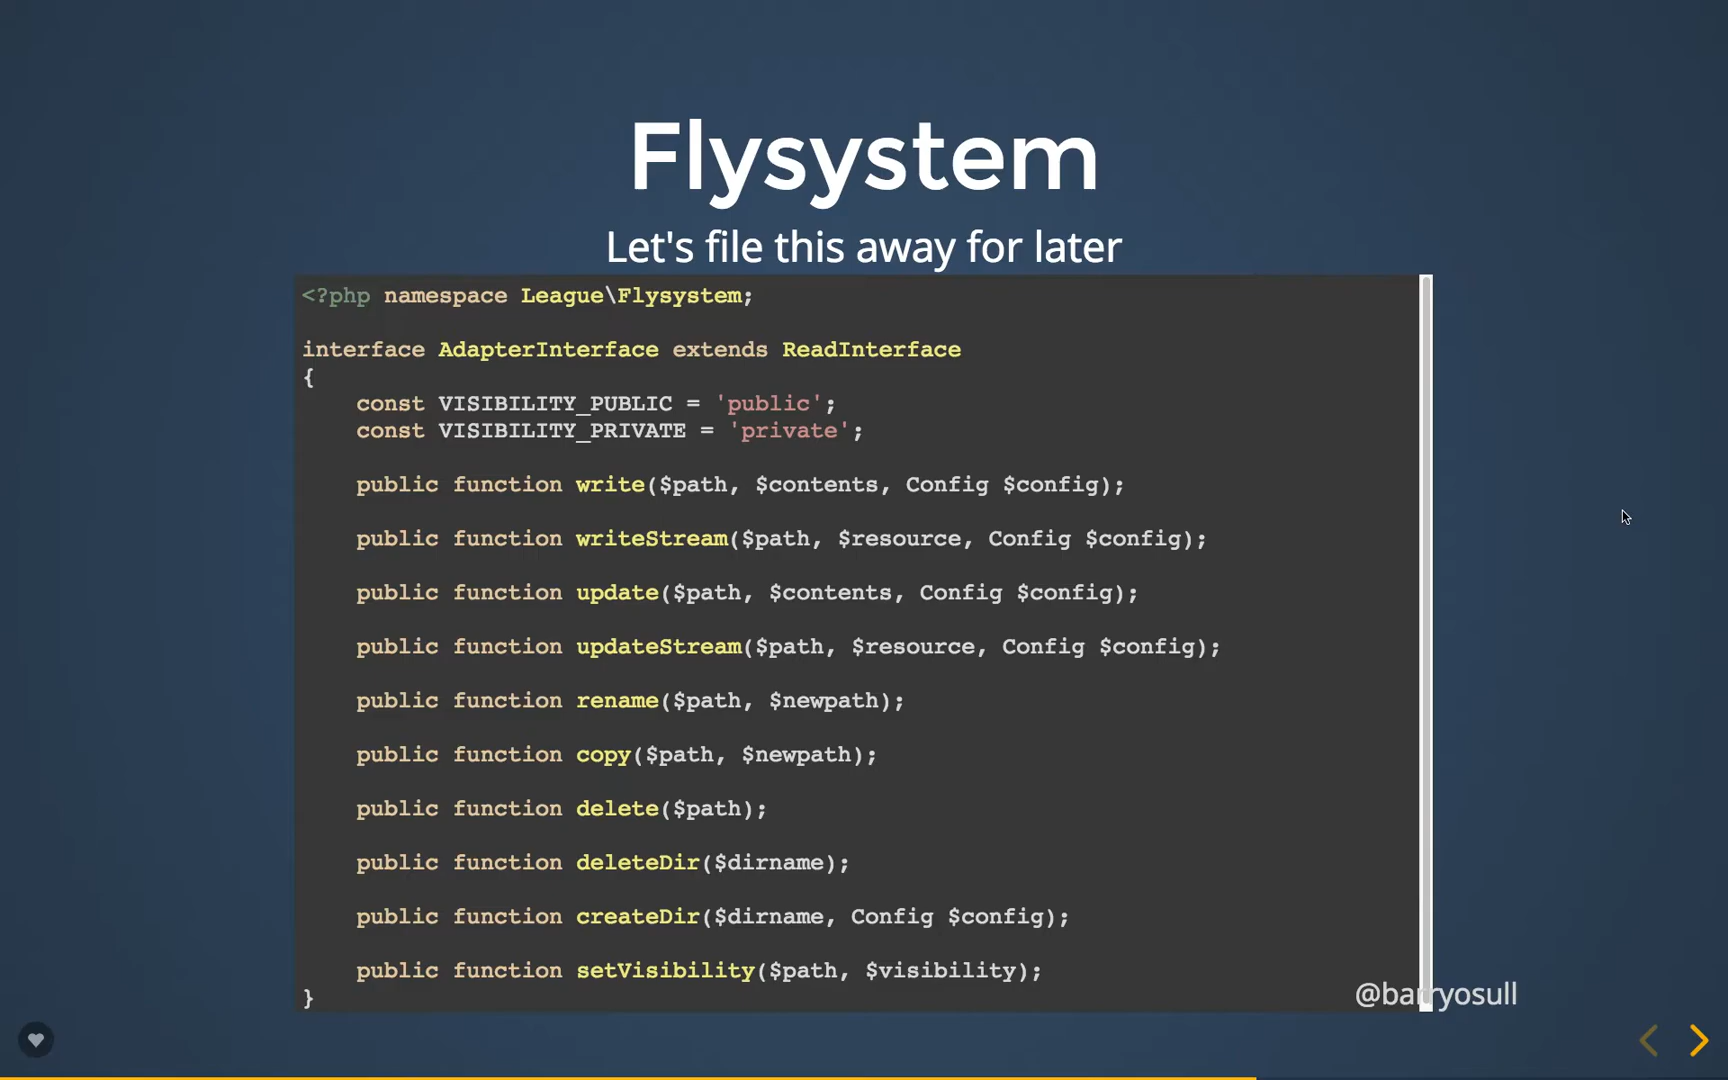 Flysystem
Let's file this away for later
<?php namespace League\Flysystem;
interface AdapterInterface extends ReadInterface
{
    const VISIBILITY_PUBLIC = 'public';
    const VISIBILITY_PRIVATE = 'private';
    public function write($path, $contents, Config $config);
    public function writeStream($path, $resource, Config $config);
    public function update($path, $contents, Config $config);
    public function updateStream($path, $resource, Config $config);
    public function rename($path, $newpath);
    public function copy($path, $newpath);
    public function delete($path);
    public function deleteDir($dirname);
    public function createDir($dirname, Config $config);
    public function setVisibility($path, $visibility);
}
@barryosull